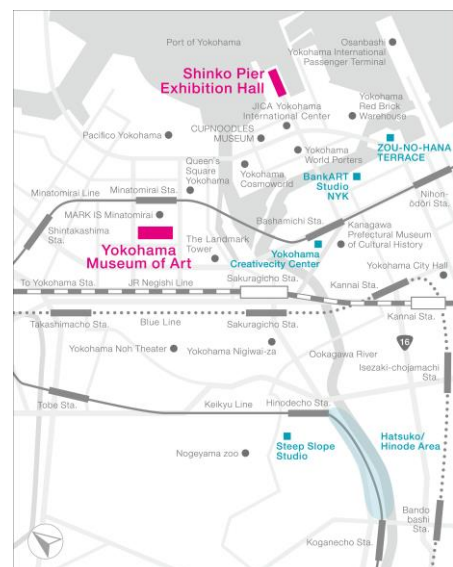 Port of Yokohama
Osanbashi
Yokohama International
Passenger Terminal
Shinko Pier
Exhibition Hall
JICA Yokohama
International Center
Yokohama
Red Brick
Warehouse
Pacifico Yokohama
CUPNOODLES
MUSEUM
Yokohama
World Porters
ZOU-NO-HANA
TERRACE
Queen's
Square
Yokohama
Yokohama
Cosmoworld
BankART
Studio
NYK
Minatomirai Line
Minatomirai Sta.
Nihon-
ōdōri Sta.
MARK IS Minatomirai
Bashamichi Sta.
Kanagawa
Prefectural Museum
of Cultural History
Shintakashima
Sta.
Yokohama
Museum of Art
The Landmark
Tower
Yokohama
Creativecity Center
Yokohama City Hall
To Yokohama Sta.
JR Negishi Line
Sakuragicho Sta.
Kannai Sta.
Takashimacho Sta.
Blue Line
Sakuragicho Sta.
Kannai Sta.
Yokohama Noh Theater
Yokohama Nigiwai-za
Ookagawa River
16
Isezaki-chojamachi
Sta.
Tobe Sta.
Keikyu Line
Hinodecho Sta.
Steep Slope
Studio
Hatsuko/
Hinode Area
Nogeyama zoo
Bando
bashi
Sta.
Koganecho Sta.